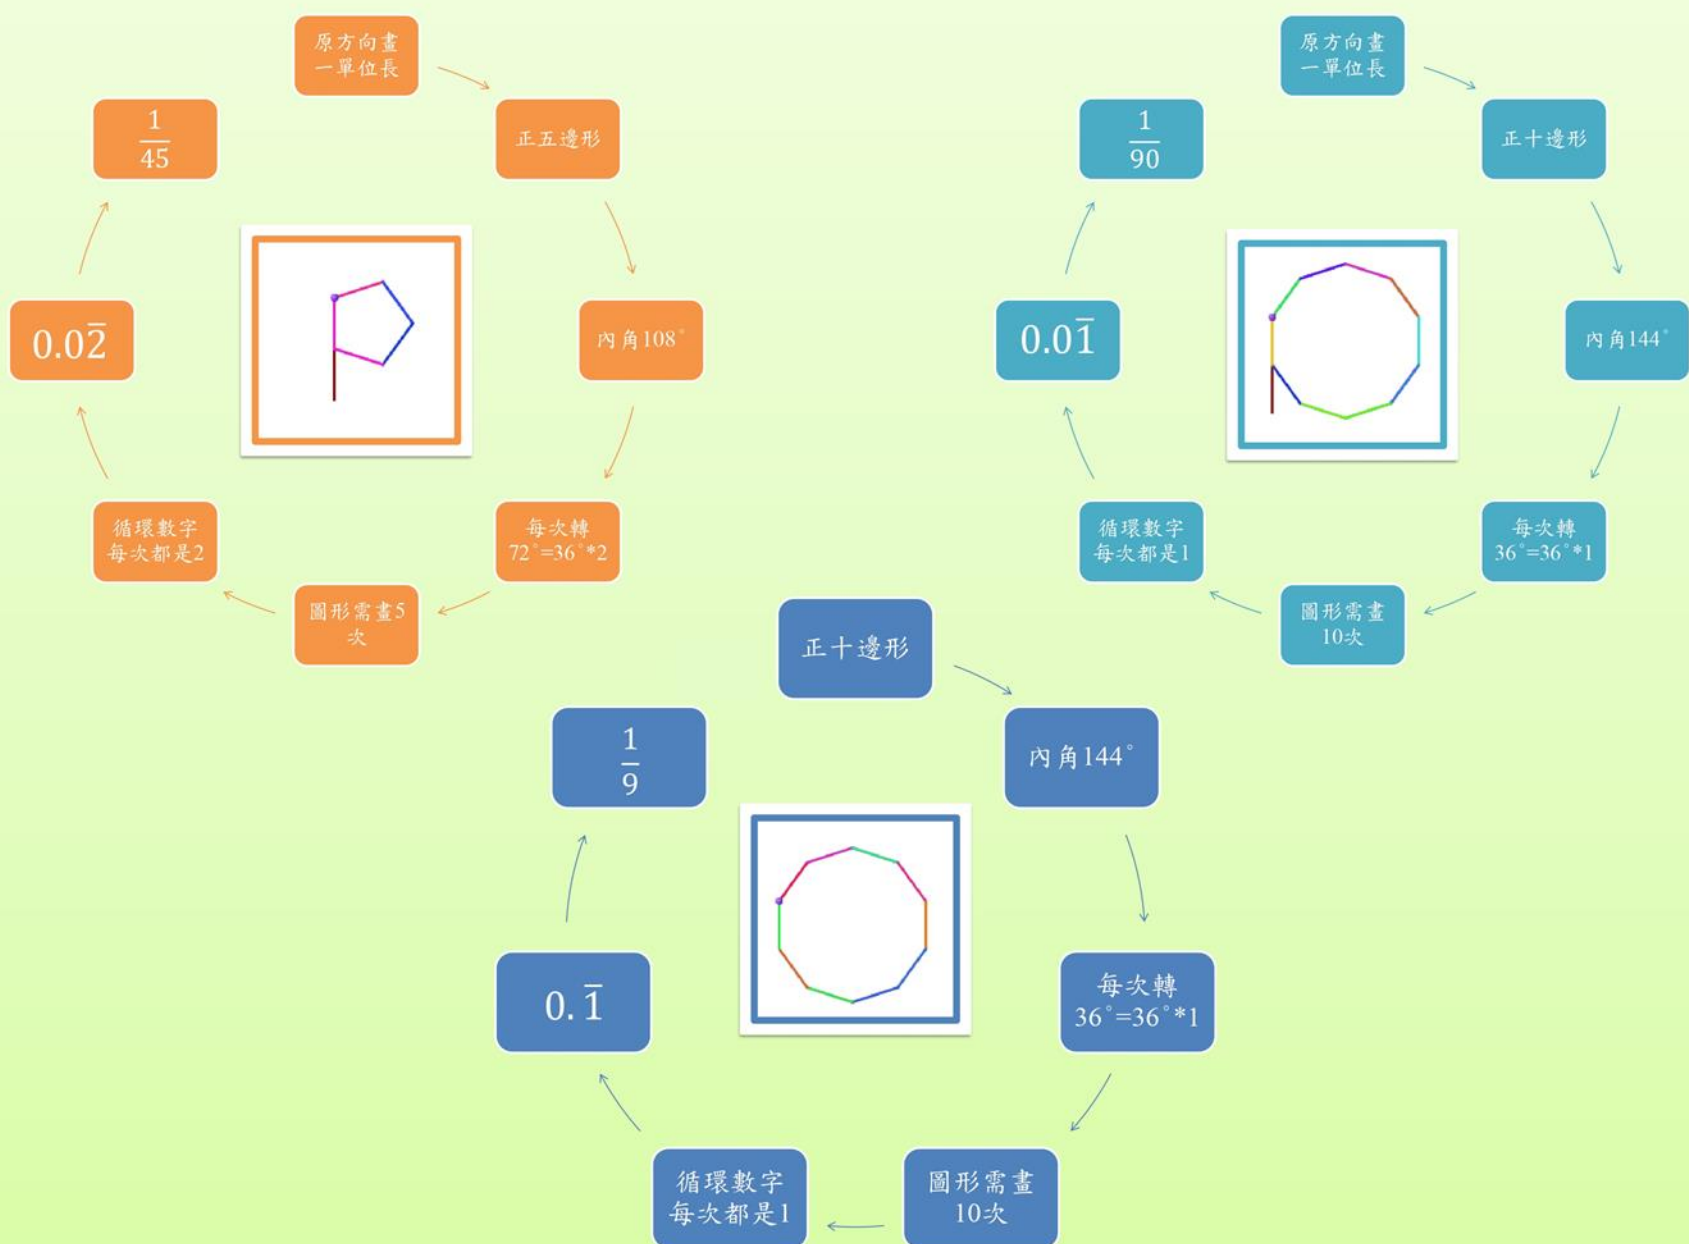 原方向畫
一單位長
正五邊形
內角108°
每次轉
72°=36°*2
圖形需畫5
次
循環數字
每次都是2
0.02̅
1
45
原方向畫
一單位長
正十邊形
內角144°
每次轉
36°=36°*1
圖形需畫
10次
循環數字
每次都是1
0.01̅
1
90
正十邊形
內角144°
每次轉
36°=36°*1
圖形需畫
10次
循環數字
每次都是1
0.1̅
1
9